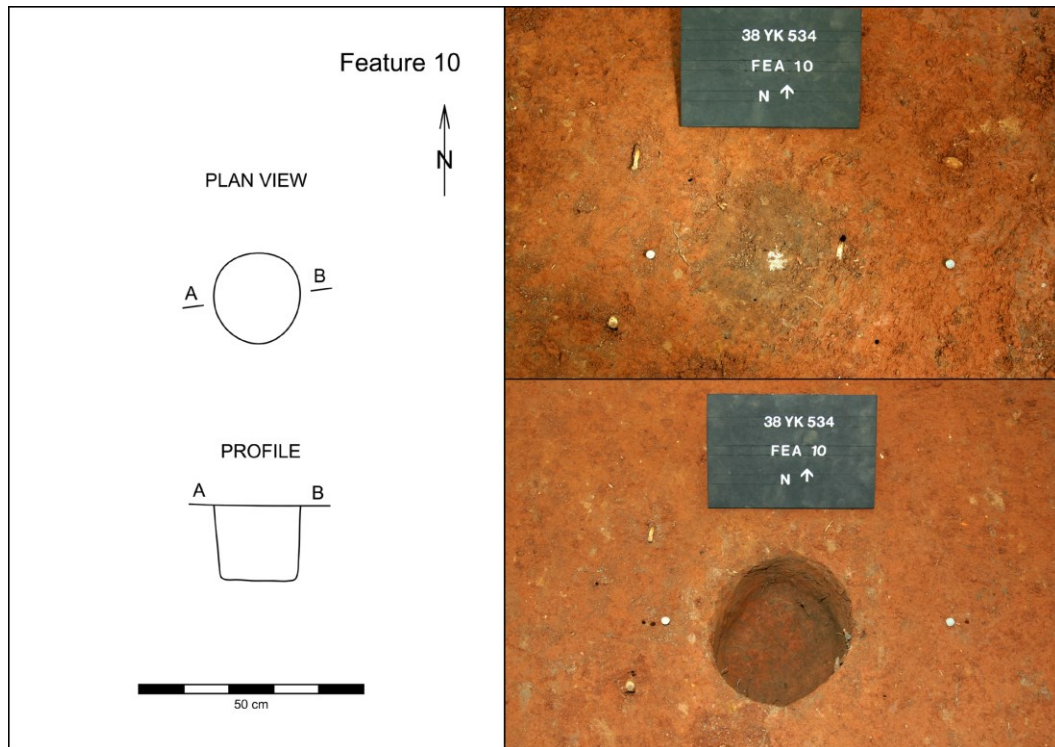 Feature 10
N
PLAN VIEW
A
B
PROFILE
A
B
50 cm
38 YK 534
FEA 10
N ↑
38 YK 534
FEA 10
N ↑